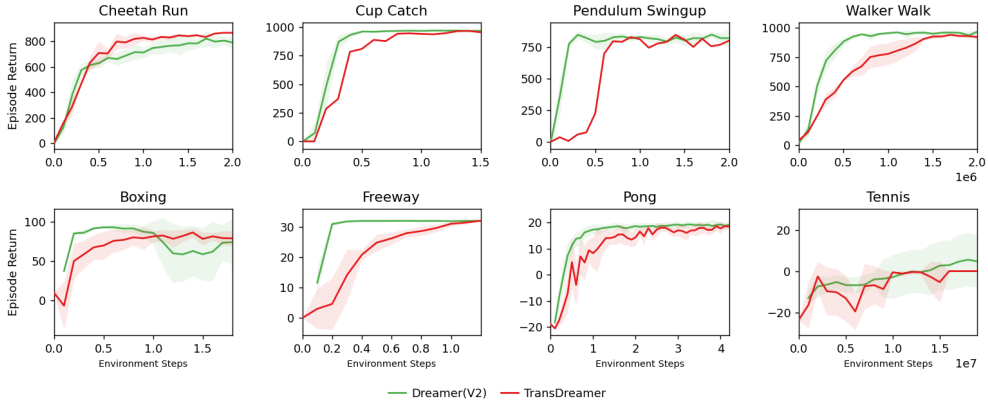 Cheetah Run
Cup Catch
Pendulum Swingup
Walker Walk
Episode Return
800
600
400
200
0
0.0 0.5 1.0 1.5 2.0
1000
750
500
250
0
0.0 0.5 1.0 1.5
750
500
250
0
0.0 0.5 1.0 1.5 2.0
1000
750
500
250
0
0.0 0.5 1.0 1.5 2.0
1e6
Boxing
Freeway
Pong
Tennis
Episode Return
100
50
0
0.0 0.5 1.0 1.5
Environment Steps
30
20
10
0
0.0 0.2 0.4 0.6 0.8 1.0
Environment Steps
20
10
0
−10
−20
0 1 2 3 4
Environment Steps
20
0
−20
0.0 0.5 1.0 1.5
Environment Steps
1e7
Dreamer(V2) TransDreamer